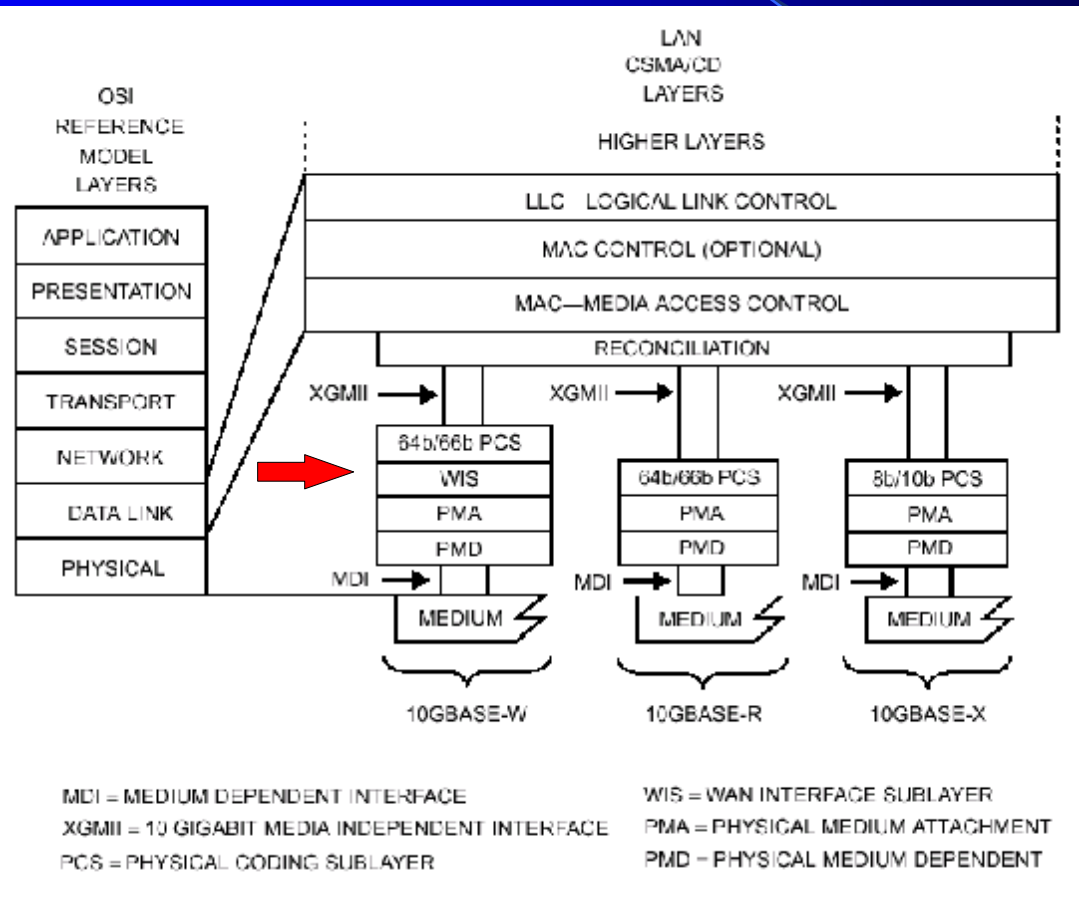 LAN
CSMA/CD
LAYERS
OSI
REFERENCE
MODEL
LAYERS
HIGHER LAYERS
LLC—LOGICAL LINK CONTROL
MAC CONTROL (OPTIONAL)
MAC—MEDIA ACCESS CONTROL
RECONCILIATION
APPLICATION
PRESENTATION
SESSION
TRANSPORT
NETWORK
DATA LINK
PHYSICAL
XGMII
XGMII
XGMII
64b/66b PCS
WIS
PMA
PMD
MDI
MEDIUM
10GBASE-W
64b/66b PCS
PMA
PMD
MDI
MEDIUM
10GBASE-R
8b/10b PCS
PMA
PMD
MDI
MEDIUM
10GBASE-X
MDI = MEDIUM DEPENDENT INTERFACE
XGMII = 10 GIGABIT MEDIA INDEPENDENT INTERFACE
PCS = PHYSICAL CODING SUBLAYER
WIS = WAN INTERFACE SUBLAYER
PMA = PHYSICAL MEDIUM ATTACHMENT
PMD = PHYSICAL MEDIUM DEPENDENT